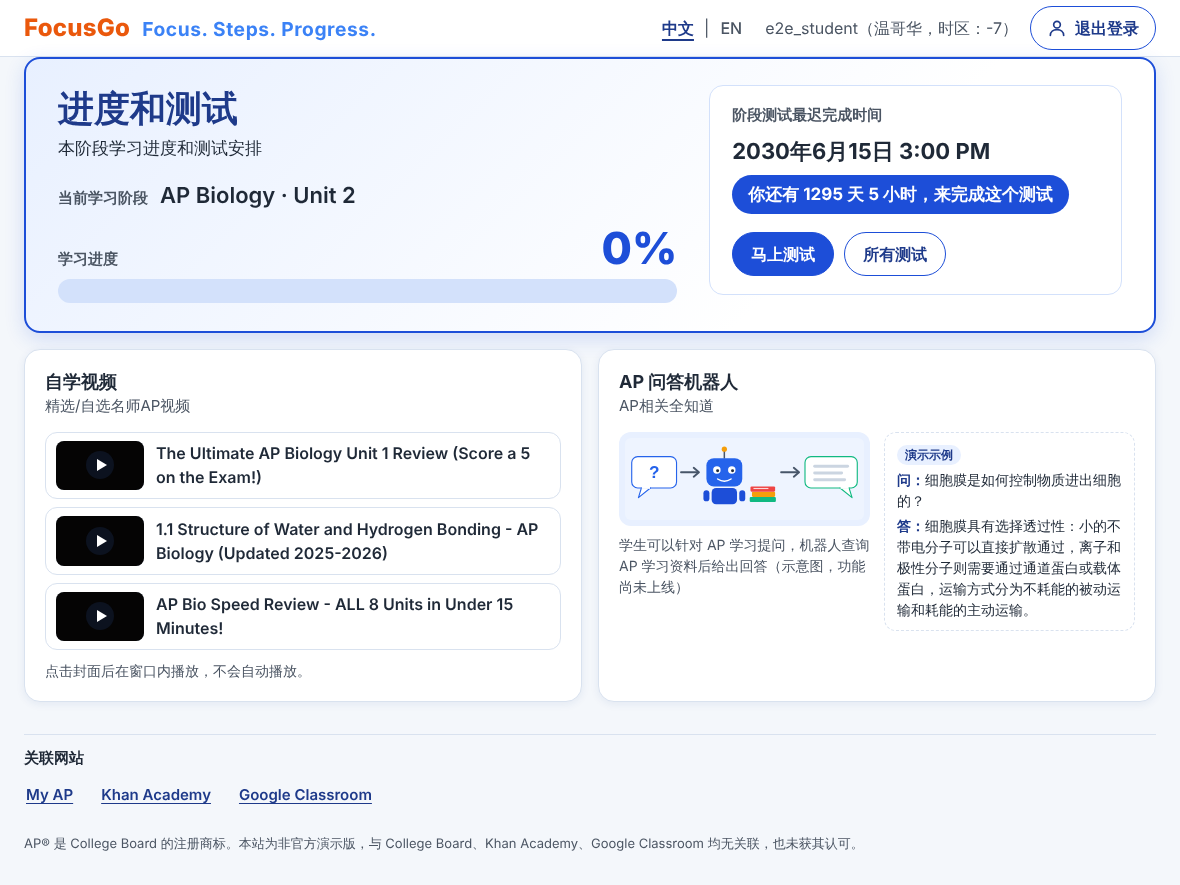 FocusGo Focus. Steps. Progress.
中文 | EN e2e_student（温哥华，时区：-7） 退出登录
进度和测试
本阶段学习进度和测试安排
当前学习阶段 AP Biology · Unit 2
学习进度 0%
阶段测试最迟完成时间
2030年6月15日 3:00 PM
你还有 1295 天 5 小时，来完成这个测试
马上测试 所有测试
自学视频
精选/自选名师AP视频
The Ultimate AP Biology Unit 1 Review (Score a 5
on the Exam!)
1.1 Structure of Water and Hydrogen Bonding - AP
Biology (Updated 2025-2026)
AP Bio Speed Review - ALL 8 Units in Under 15
Minutes!
点击封面后在窗口内播放，不会自动播放。
AP 问答机器人
AP相关全知道
?
学生可以针对 AP 学习提问，机器人查询
AP 学习资料后给出回答（示意图，功能
尚未上线）
演示示例
问：细胞膜是如何控制物质进出细胞
的？
答：细胞膜具有选择透过性：小的不
带电分子可以直接扩散通过，离子和
极性分子则需要通过通道蛋白或载体
蛋白，运输方式分为不耗能的被动运
输和耗能的主动运输。
关联网站
My AP Khan Academy Google Classroom
AP® 是 College Board 的注册商标。本站为非官方演示版，与 College Board、Khan Academy、Google Classroom 均无关联，也未获其认可。